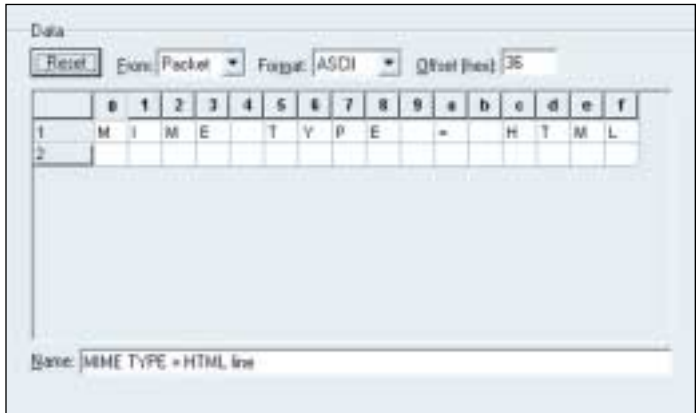 Data
Reset From: Packet Format: ASCII Offset (hex): 36
0 1 2 3 4 5 6 7 8 9 a b c d e f
1 M I M E T Y P E = H T M L
2
Name: MIME TYPE = HTML line